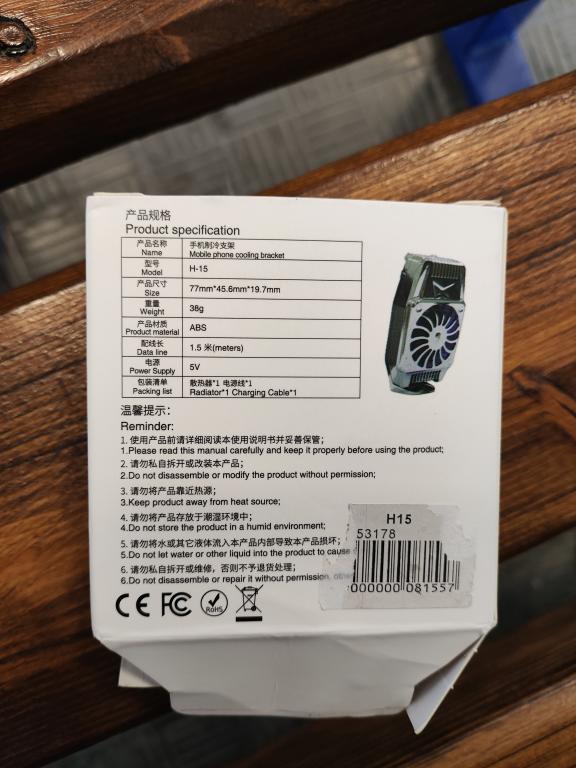 产品规格
Product specification
产品名称 手机制冷支架
Name Mobile phone cooling bracket
型号
Model H-15
产品尺寸
Size 77mm*45.6mm*19.7mm
重量
Weight 38g
产品材质
Product material ABS
配线长
Data line 1.5 米(meters)
电源
Power Supply 5V
包装清单 散热器*1 电源线*1
Packing list Radiator*1 Charging Cable*1
温馨提示:
Reminder:
1. 使用产品前请详细阅读本使用说明书并妥善保管;
1.Please read this manual carefully and keep it properly before using the product;
2. 请勿私自拆开或改装本产品;
2.Do not disassemble or modify the product without permission;
3. 请勿将产品靠近热源;
3.Keep product away from heat source;
4. 请勿将产品存放于潮湿环境中;
4.Do not store the product in a humid environment;
5. 请勿将水或其它液体流入本产品内部导致本产品损坏;
5.Do not let water or other liquid into the product to cause
6. 请勿私自拆开或维修，否则不予退货处理;
6.Do not disassemble or repair it without permission,
CE FC RoHS
H15
53178
000000 081557